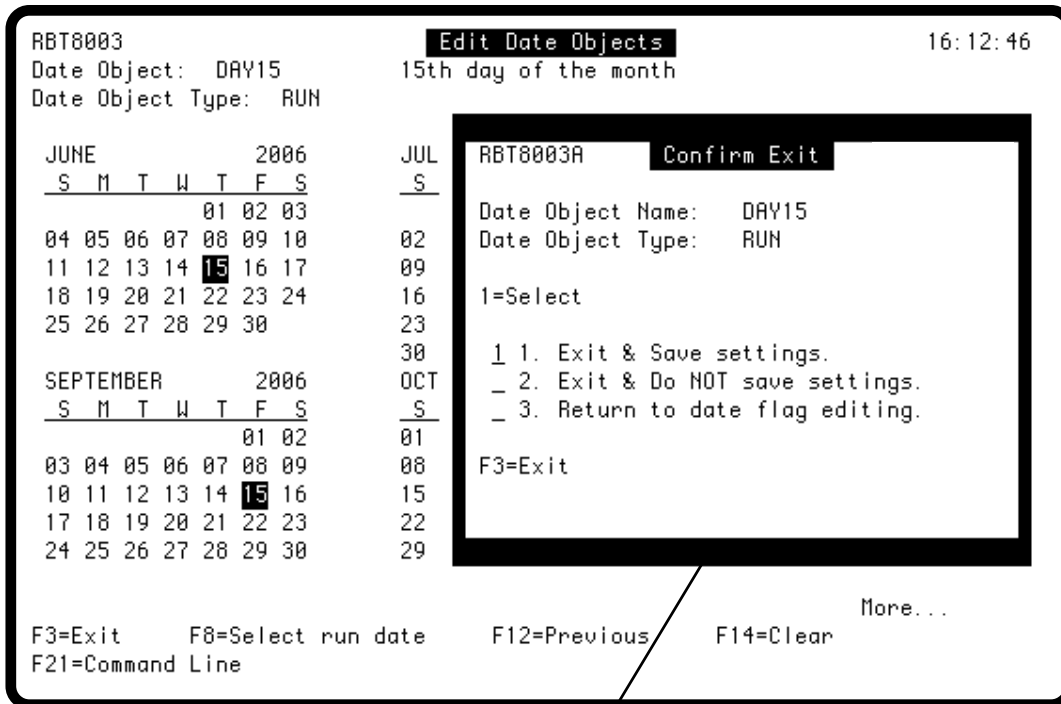 RBT8003 Edit Date Objects 16:12:46
Date Object: DAY15 15th day of the month
Date Object Type: RUN
JUNE 2006
S M T W T F S
01 02 03
04 05 06 07 08 09 10
11 12 13 14 15 16 17
18 19 20 21 22 23 24
25 26 27 28 29 30
JUL
S
02
09
16
23
30
SEPTEMBER 2006
S M T W T F S
01 02
03 04 05 06 07 08 09
10 11 12 13 14 15 16
17 18 19 20 21 22 23
24 25 26 27 28 29 30
OCT
S
01
08
15
22
29
RBT8003A Confirm Exit
Date Object Name: DAY15
Date Object Type: RUN
1=Select
1 1. Exit & Save settings.
_ 2. Exit & Do NOT save settings.
_ 3. Return to date flag editing.
F3=Exit
More...
F3=Exit F8=Select run date F12=Previous F14=Clear
F21=Command Line